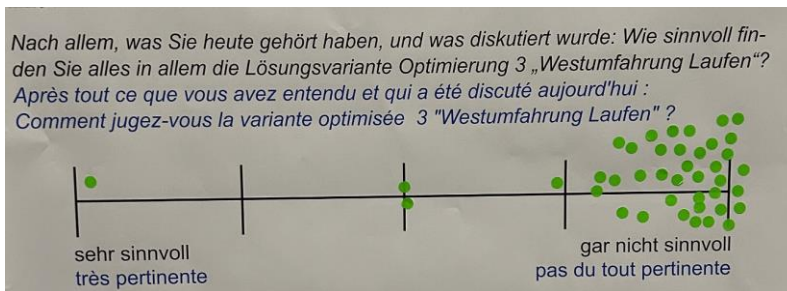 Nach allem, was Sie heute gehört haben, und was diskutiert wurde: Wie sinnvoll fin-
den Sie alles in allem die Lösungsvariante Optimierung 3 „Westumfahrung Laufen“?
Après tout ce que vous avez entendu et qui a été discuté aujourd'hui :
Comment jugez-vous la variante optimisée 3 "Westumfahrung Laufen" ?
sehr sinnvoll
très pertinente
gar nicht sinnvoll
pas du tout pertinente